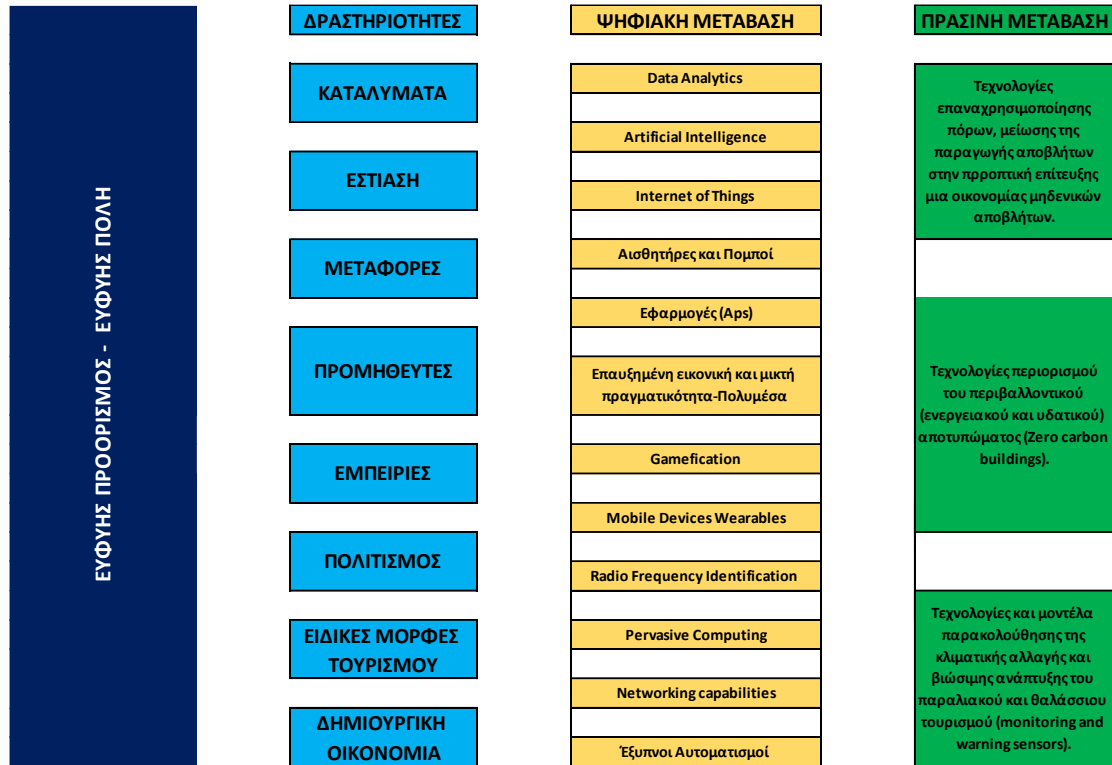 ΕΥΦΥΗΣ ΠΡΟΟΡΙΣΜΟΣ - ΕΥΦΥΗΣ ΠΟΛΗ
ΔΡΑΣΤΗΡΙΟΤΗΤΕΣ
ΚΑΤΑΛΥΜΑΤΑ
ΕΣΤΙΑΣΗ
ΜΕΤΑΦΟΡΕΣ
ΠΡΟΜΗΘΕΥΤΕΣ
ΕΜΠΕΙΡΙΕΣ
ΠΟΛΙΤΙΣΜΟΣ
ΕΙΔΙΚΕΣ ΜΟΡΦΕΣ
ΤΟΥΡΙΣΜΟΥ
ΔΗΜΙΟΥΡΓΙΚΗ
ΟΙΚΟΝΟΜΙΑ
ΨΗΦΙΑΚΗ ΜΕΤΑΒΑΣΗ
Data Analytics
Artificial Intelligence
Internet of Things
Αισθητήρες και Πομποί
Εφαρμογές (Aps)
Επαυξημένη εικονική και μικτή
πραγματικότητα-Πολυμέσα
Gamefication
Mobile Devices Wearables
Radio Frequency Identification
Pervasive Computing
Networking capabilities
Έξυπνοι Αυτοματισμοί
ΠΡΑΣΙΝΗ ΜΕΤΑΒΑΣΗ
Τεχνολογίες
επαναχρησιμοποίησης
πόρων, μείωσης της
παραγωγής αποβλήτων
στην πρροπτική επίτευξης
μια οικονομίας μηδενικών
αποβλήτων.
Τεχνολογίες περιορισμού
του περιβαλλοντικού
(ενεργειακού και υδατικού)
αποτυπώματος (Zero carbon
buildings).
Τεχνολογίες και μοντέλα
παρακολούθησης της
κλιματικής αλλαγής και
βιώσιμης ανάπτυξης του
παραλιακού και θαλάσσιου
τουρισμού (monitoring and
warning sensors).